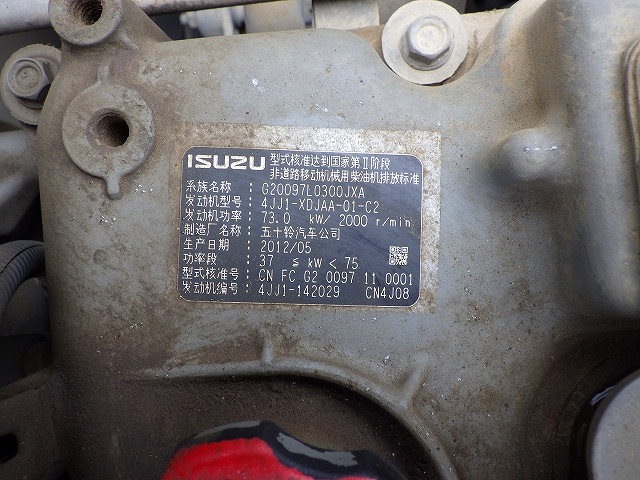 ISUZU 型式核准达到国家第Ⅱ阶段
非道路移动机械用柴油机排放标准
系族名称 : G20097L0300JXA
发动机型号 : 4JJ1-XDJAA-01-C2
发动机功率 : 73.0 kW/ 2000 r/min
制造厂名称 : 五十铃汽车公司
生产日期 : 2012/05
功率段 : 37 ≤ kW < 75
型式核准号 : CN FC G2 0097 11 0001
发动机编号 : 4JJ1-142029 CN4J08